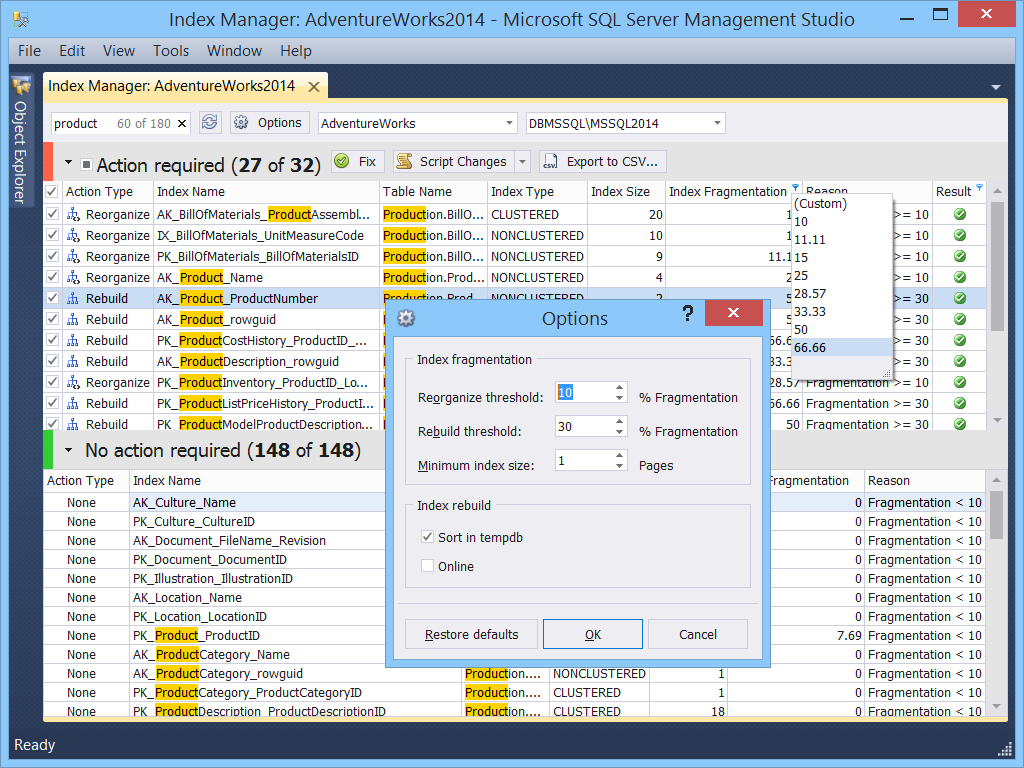 Index Manager: AdventureWorks2014 - Microsoft SQL Server Management Studio
File Edit View Tools Window Help
Object Explorer
Index Manager: AdventureWorks2014
product 60 of 180 Options AdventureWorks DBMSSQL\MSSQL2014
Action required (27 of 32) Fix Script Changes CSV Export to CSV...
Action Type Index Name Table Name Index Type Index Size Index Fragmentation Reason Result
Reorganize AK_BillOfMaterials_ProductAssembl... Production.BillO... CLUSTERED 20 >= 10
Reorganize IX_BillOfMaterials_UnitMeasureCode Production.BillO... NONCLUSTERED 10 >= 10
Reorganize PK_BillOfMaterials_BillOfMaterialsID Production.BillO... NONCLUSTERED 9 11.1 >= 10
Reorganize AK_Product_Name Production.Prod... NONCLUSTERED 4 >= 10
Rebuild AK_Product_ProductNumber Production.Prod... NONCLUSTERED 2 >= 30
Rebuild AK_Product_rowguid >= 30
Rebuild PK_ProductCostHistory_ProductID_... >= 30
Rebuild AK_ProductDescription_rowguid >= 30
Reorganize PK_ProductInventory_ProductID_Lo... 28.57 Fragmentation >= 10
Rebuild PK_ProductListPriceHistory_ProductI... 66.66 Fragmentation >= 30
Rebuild PK_ProductModelProductDescription... 50 Fragmentation >= 30
(Custom)
10
11.11
15
25
28.57
33.33
50
66.66
Options
Index fragmentation
Reorganize threshold: 10 % Fragmentation
Rebuild threshold: 30 % Fragmentation
Minimum index size: 1 Pages
Index rebuild
Sort in tempdb
Online
Restore defaults OK Cancel
No action required (148 of 148)
Action Type Index Name Fragmentation Reason
None AK_Culture_Name 0 Fragmentation < 10
None PK_Culture_CultureID 0 Fragmentation < 10
None AK_Document_FileName_Revision 0 Fragmentation < 10
None PK_Document_DocumentID 0 Fragmentation < 10
None PK_Illustration_IllustrationID 0 Fragmentation < 10
None AK_Location_Name 0 Fragmentation < 10
None PK_Location_LocationID 0 Fragmentation < 10
None PK_Product_ProductID 7.69 Fragmentation < 10
None AK_ProductCategory_Name 0 Fragmentation < 10
None AK_ProductCategory_rowguid Production.... NONCLUSTERED 1 0 Fragmentation < 10
None PK_ProductCategory_ProductCategoryID Production.... CLUSTERED 1 0 Fragmentation < 10
None PK_ProductDescription_ProductDescriptionID Production.... CLUSTERED 18 0 Fragmentation < 10
Ready